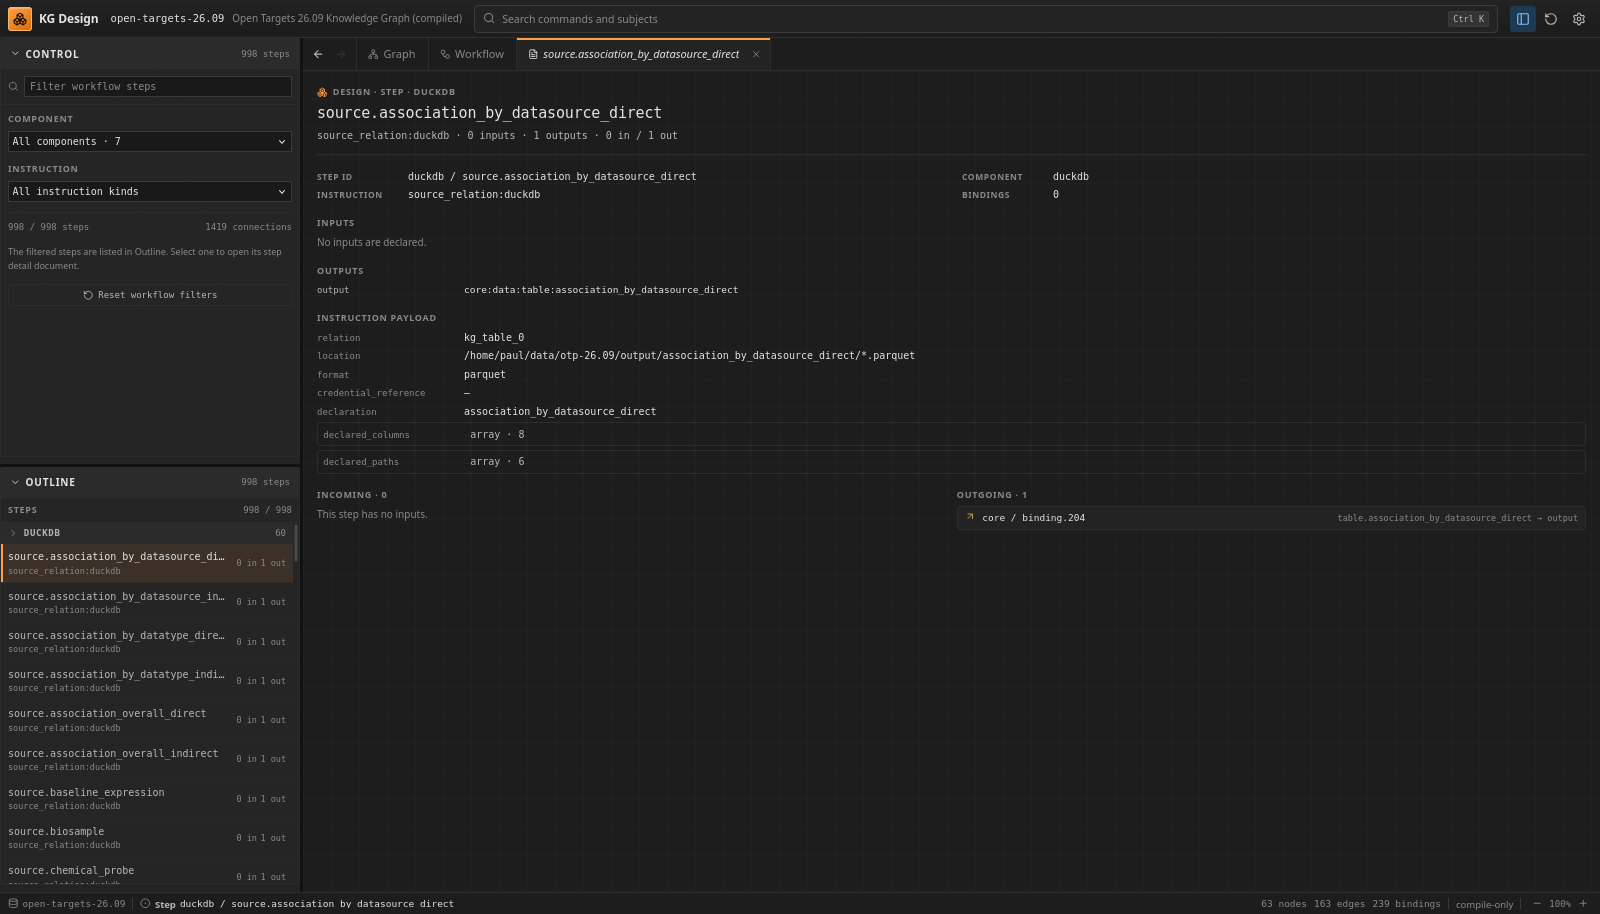 KG Design open-targets-26.09 Open Targets 26.09 Knowledge Graph (compiled) Search commands and subjects Ctrl K
CONTROL 998 steps
Filter workflow steps
COMPONENT
All components · 7
INSTRUCTION
All instruction kinds
998 / 998 steps 1419 connections
The filtered steps are listed in Outline. Select one to open its step
detail document.
Reset workflow filters
OUTLINE 998 steps
STEPS 998 / 998
DUCKDB 60
source.association_by_datasource_di… 0 in 1 out
source_relation:duckdb
source.association_by_datasource_in… 0 in 1 out
source_relation:duckdb
source.association_by_datatype_dire… 0 in 1 out
source_relation:duckdb
source.association_by_datatype_indi… 0 in 1 out
source_relation:duckdb
source.association_overall_direct 0 in 1 out
source_relation:duckdb
source.association_overall_indirect 0 in 1 out
source_relation:duckdb
source.baseline_expression 0 in 1 out
source_relation:duckdb
source.biosample 0 in 1 out
source_relation:duckdb
source.chemical_probe 0 in 1 out
Graph Workflow source.association_by_datasource_direct
DESIGN · STEP · DUCKDB
source.association_by_datasource_direct
source_relation:duckdb · 0 inputs · 1 outputs · 0 in / 1 out
STEP ID duckdb / source.association_by_datasource_direct COMPONENT duckdb
INSTRUCTION source_relation:duckdb BINDINGS 0
INPUTS
No inputs are declared.
OUTPUTS
output core:data:table:association_by_datasource_direct
INSTRUCTION PAYLOAD
relation kg_table_0
location /home/paul/data/otp-26.09/output/association_by_datasource_direct/*.parquet
format parquet
credential_reference —
declaration association_by_datasource_direct
declared_columns array · 8
declared_paths array · 6
INCOMING · 0 OUTGOING · 1
This step has no inputs. core / binding.204 table.association_by_datasource_direct → output
open-targets-26.09 Step duckdb / source.association_by_datasource_direct 63 nodes 163 edges 239 bindings compile-only 100%